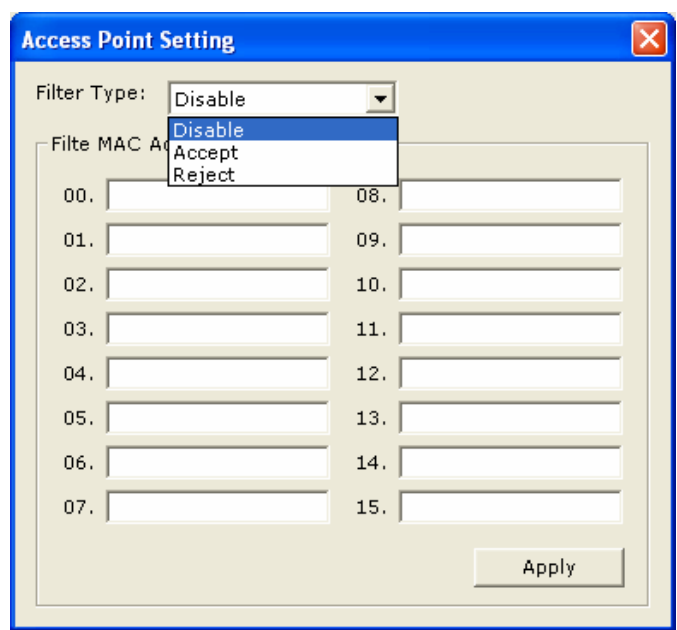 Access Point Setting
Filter Type: Disable
Disable
Filte MAC A
Accept
Reject
00. 08.
01. 09.
02. 10.
03. 11.
04. 12.
05. 13.
06. 14.
07. 15.
Apply